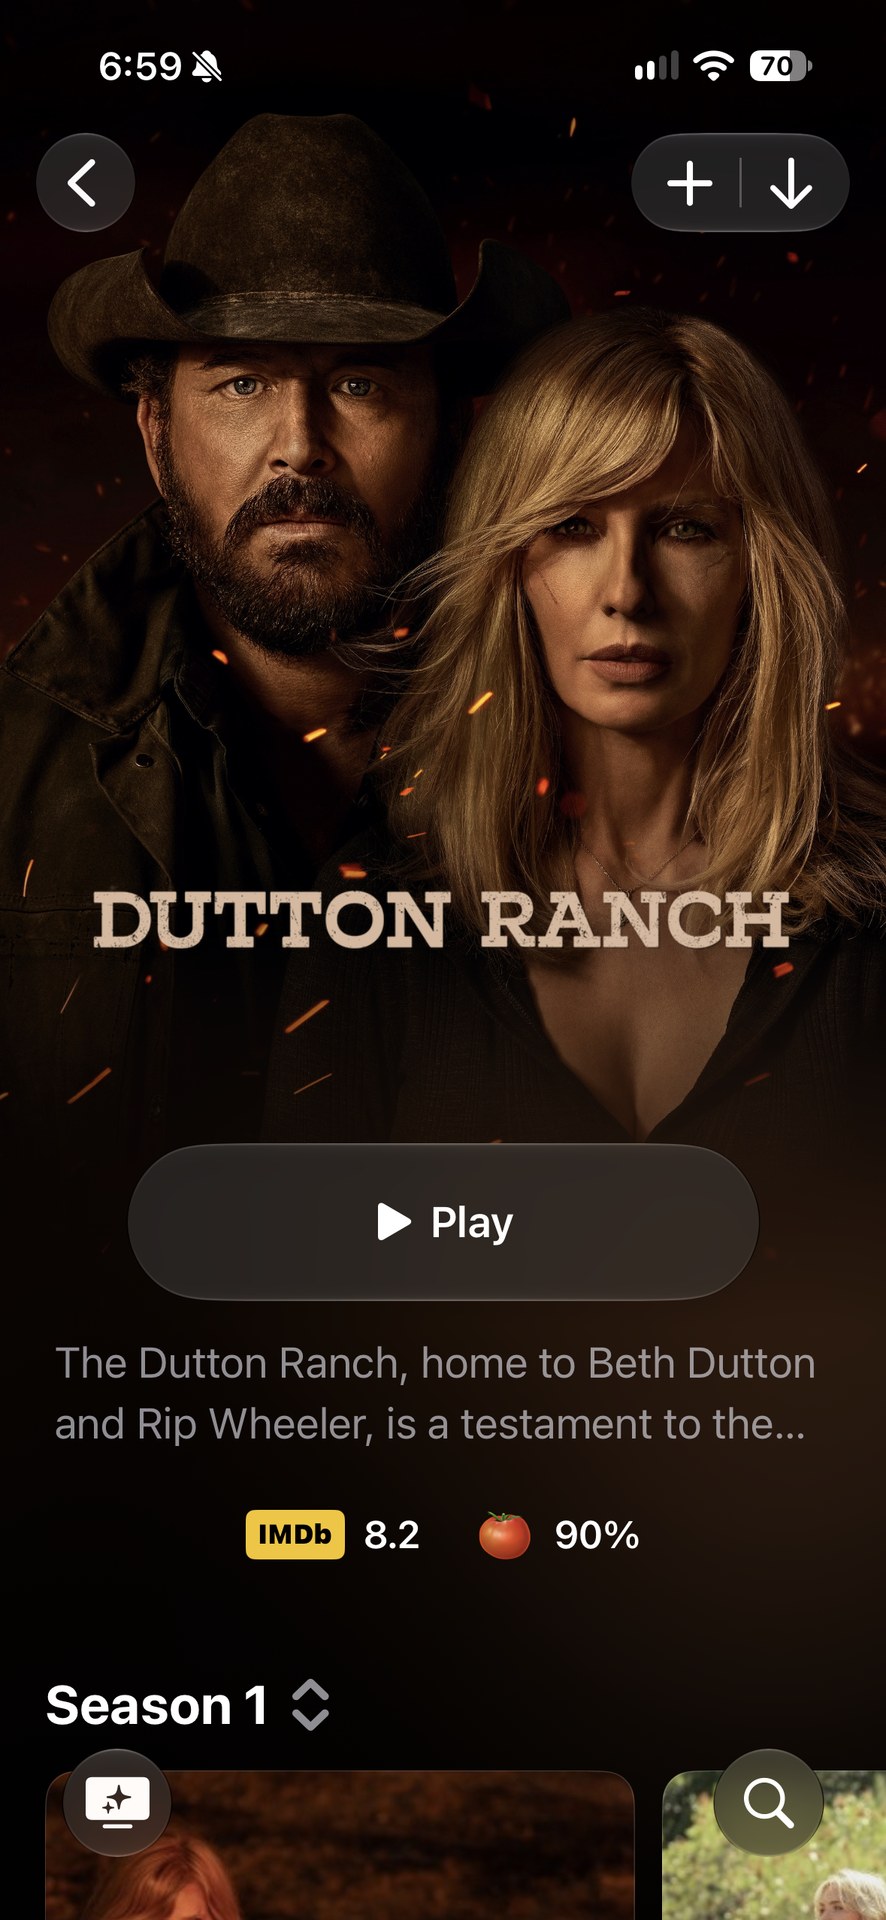 6:59
70
DUTTON RANCH
Play
The Dutton Ranch, home to Beth Dutton
and Rip Wheeler, is a testament to the...
IMDb 8.2 90%
Season 1